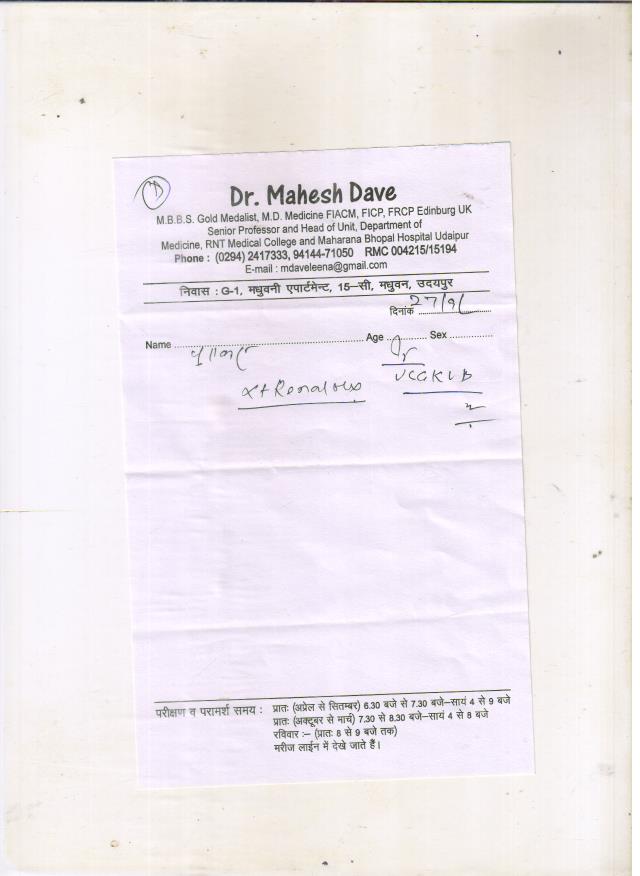 Dr. Mahesh Dave
M.B.B.S. Gold Medalist, M.D. Medicine FIACM, FICP, FRCP Edinburg UK
Senior Professor and Head of Unit, Department of
Medicine, RNT Medical College and Maharana Bhopal Hospital Udaipur
Phone : (0294) 2417333, 94144-71050 RMC 004215/15194
E-mail : mdaveleena@gmail.com
निवास : G-1, मधुवनी एपार्टमेन्ट, 15–सी, मधुवन, उदयपुर
दिनांक 27/9/
Name ........ Age ........ Sex ........
परीक्षण व परामर्श समय : प्रातः (अप्रेल से सितम्बर) 6.30 बजे से 7.30 बजे–सायं 4 से 9 बजे
प्रातः (अक्टूबर से मार्च) 7.30 से 8.30 बजे–सायं 4 से 8 बजे
रविवार :– (प्रातः 8 से 9 बजे तक)
मरीज लाईन में देखे जाते हैं।